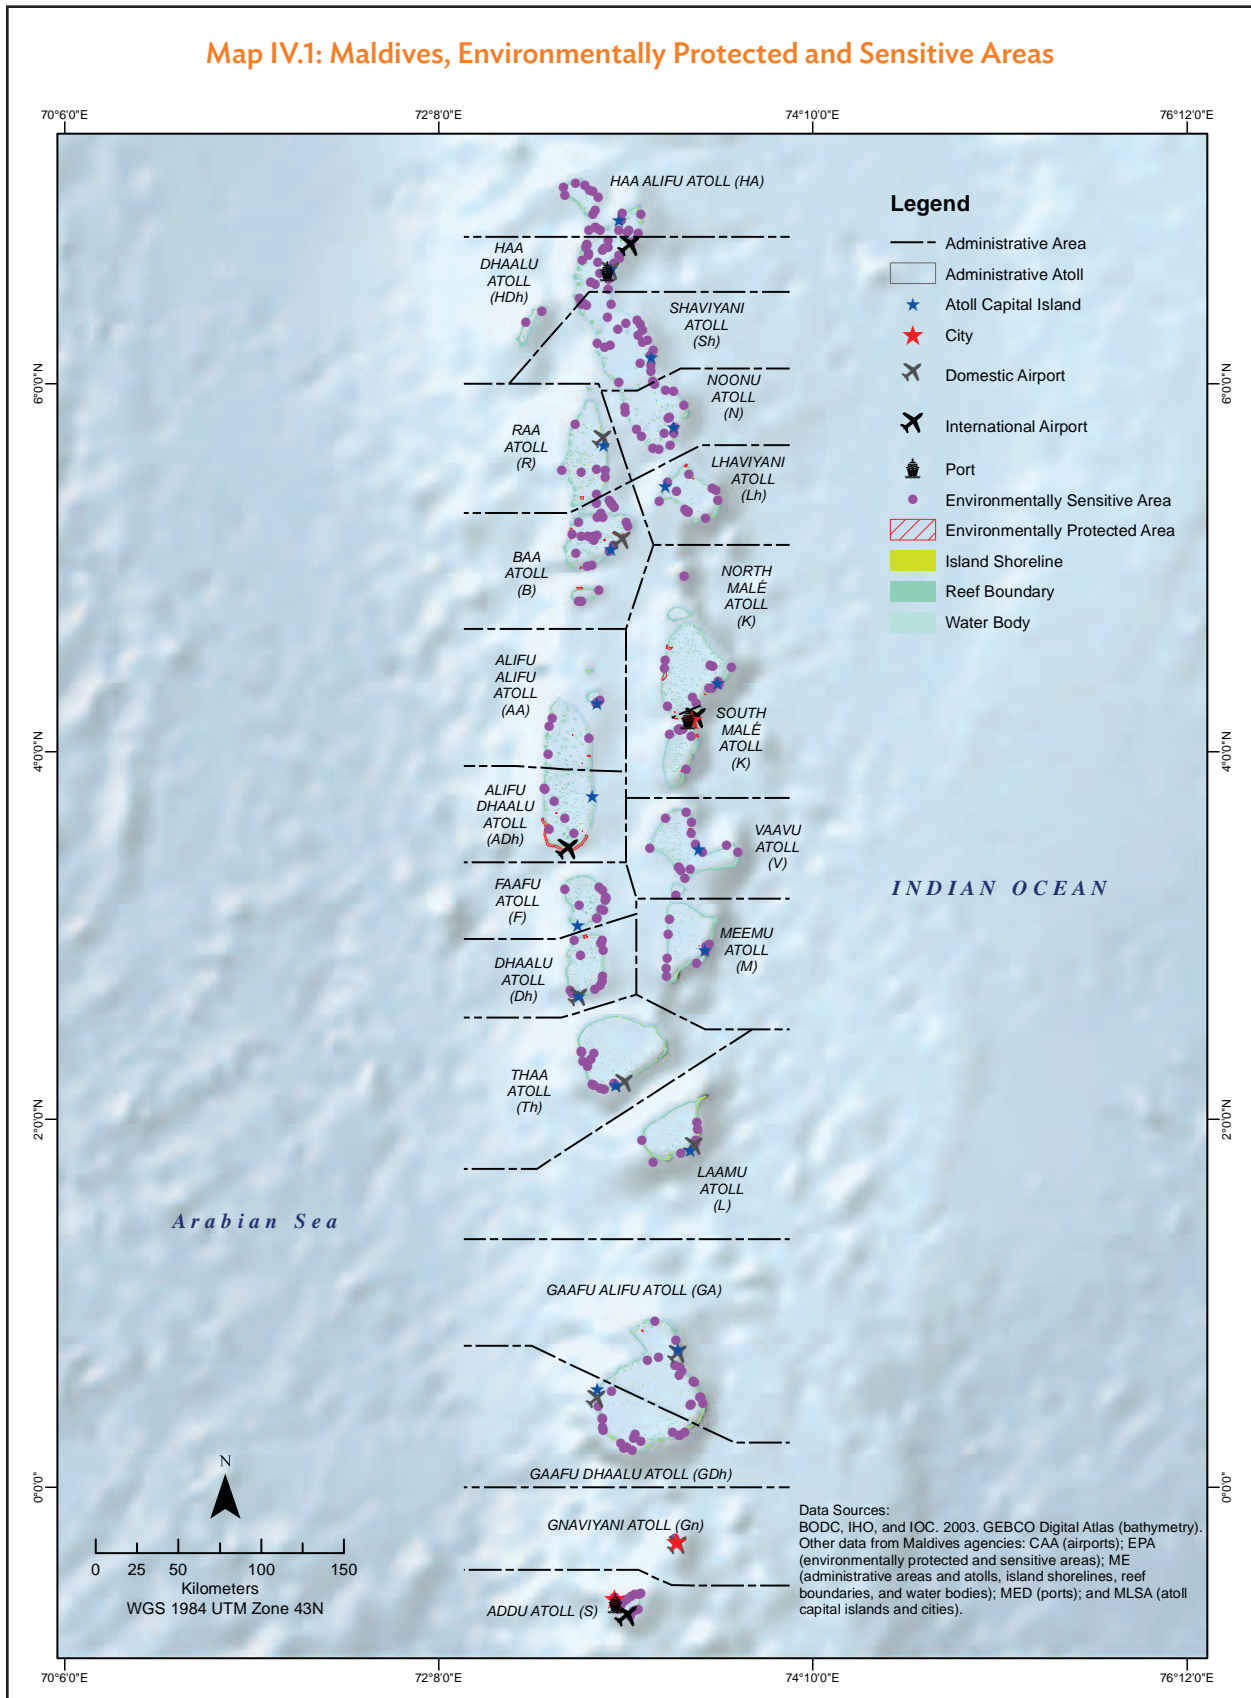 Map IV.1: Maldives, Environmentally Protected and Sensitive Areas
70°6'0"E
72°8'0"E
74°10'0"E
76°12'0"E
HAA ALIFU ATOLL (HA)
HAA
DHAALU
ATOLL
(HDh)
SHAVIYANI
ATOLL
(Sh)
6°0'0"N
6°0'0"N
NOONU
ATOLL
(N)
RAA
ATOLL
(R)
LHAVIYANI
ATOLL
(Lh)
BAA
ATOLL
(B)
NORTH
MALÉ
ATOLL
(K)
ALIFU
ALIFU
ATOLL
(AA)
SOUTH
MALÉ
ATOLL
(K)
4°0'0"N
4°0'0"N
ALIFU
DHAALU
ATOLL
(ADh)
VAAVU
ATOLL
(V)
FAAFU
ATOLL
(F)
MEEMU
ATOLL
(M)
DHAALU
ATOLL
(Dh)
THAA
ATOLL
(Th)
2°0'0"N
2°0'0"N
LAAMU
ATOLL
(L)
GAAFU ALIFU ATOLL (GA)
GAAFU DHAALU ATOLL (GDh)
0°0'0"
0°0'0"
GNAVIYANI ATOLL (Gn)
ADDU ATOLL (S)
Legend
Administrative Area
Administrative Atoll
Atoll Capital Island
City
Domestic Airport
International Airport
Port
Environmentally Sensitive Area
Environmentally Protected Area
Island Shoreline
Reef Boundary
Water Body
INDIAN OCEAN
Arabian Sea
N
0 25 50 100 150
Kilometers
WGS 1984 UTM Zone 43N
Data Sources:
BODC, IHO, and IOC. 2003. GEBCO Digital Atlas (bathymetry).
Other data from Maldives agencies: CAA (airports); EPA
(environmentally protected and sensitive areas); ME
(administrative areas and atolls, island shorelines, reef
boundaries, and water bodies); MED (ports); and MLSA (atoll
capital islands and cities).
70°6'0"E
72°8'0"E
74°10'0"E
76°12'0"E